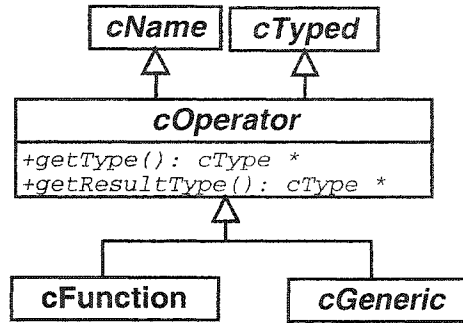 cName cTyped
cOperator
+getType(): cType *
+getResultType(): cType *
cFunction cGeneric